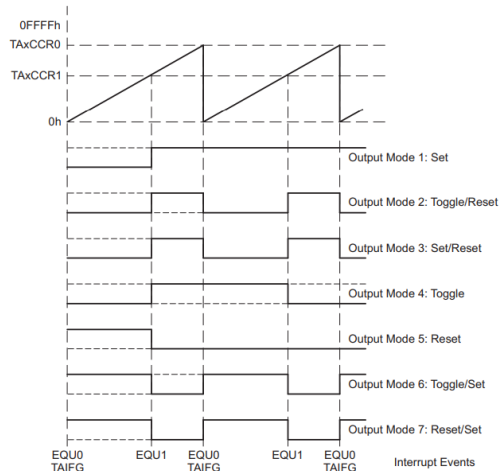 0FFFFh
TAxCCR0
TAxCCR1
0h
Output Mode 1: Set
Output Mode 2: Toggle/Reset
Output Mode 3: Set/Reset
Output Mode 4: Toggle
Output Mode 5: Reset
Output Mode 6: Toggle/Set
Output Mode 7: Reset/Set
EQU0 EQU1 EQU0 EQU1 EQU0 Interrupt Events
TAIFG TAIFG TAIFG